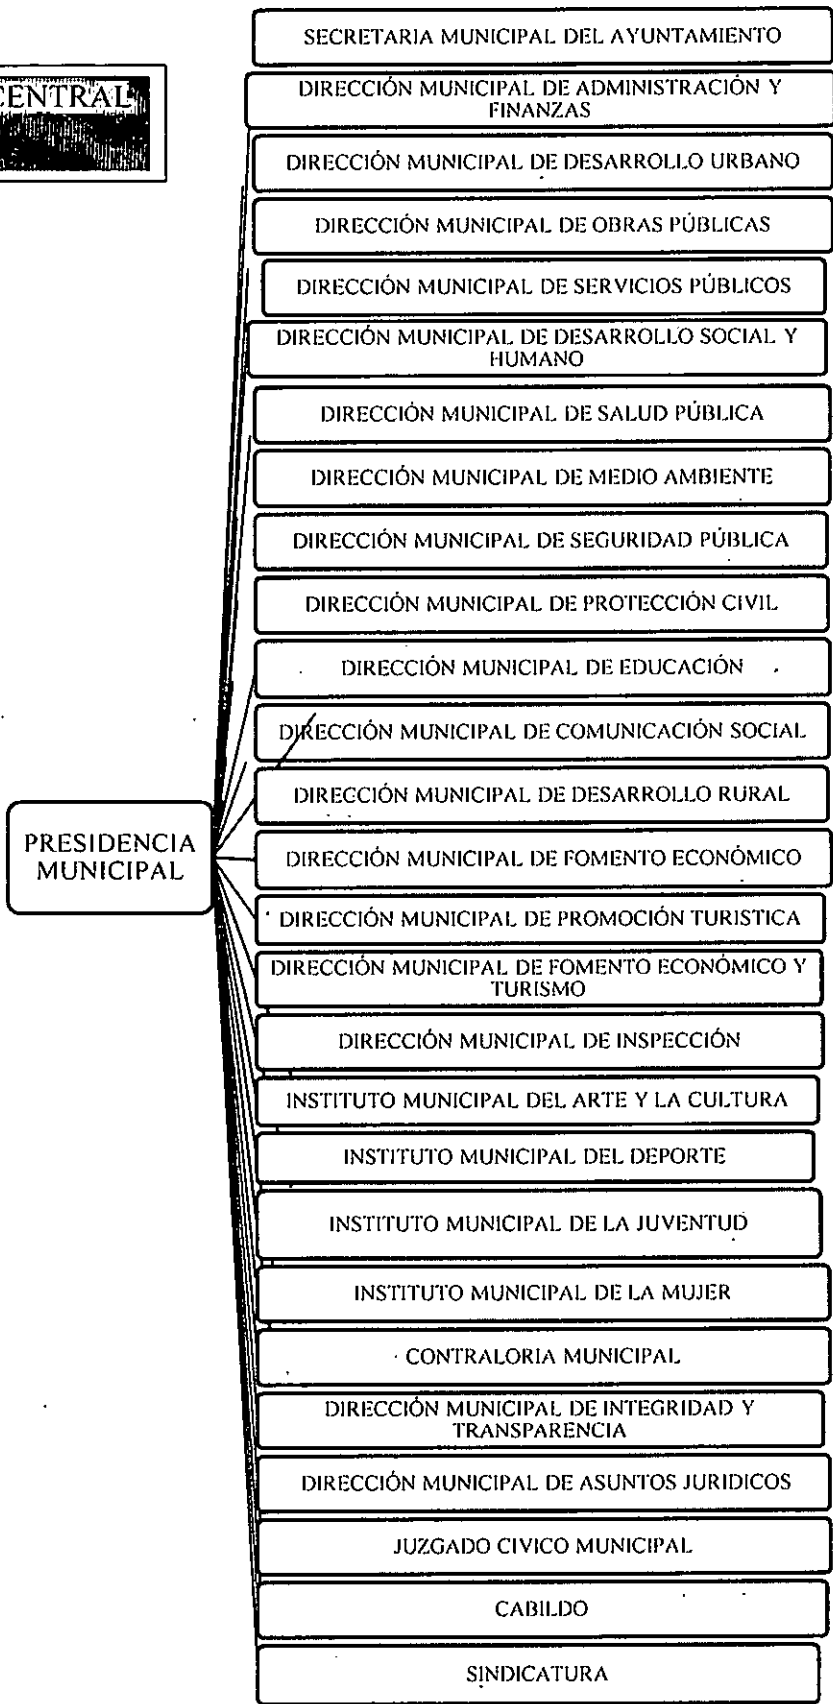 SECRETARIA MUNICIPAL DEL AYUNTAMIENTO
CENTRAL
DIRECCIÓN MUNICIPAL DE ADMINISTRACIÓN Y
FINANZAS
DIRECCIÓN MUNICIPAL DE DESARROLLO URBANO
DIRECCIÓN MUNICIPAL DE OBRAS PÚBLICAS
DIRECCIÓN MUNICIPAL DE SERVICIOS PÚBLICOS
DIRECCIÓN MUNICIPAL DE DESARROLLO SOCIAL Y
HUMANO
DIRECCIÓN MUNICIPAL DE SALUD PÚBLICA
DIRECCIÓN MUNICIPAL DE MEDIO AMBIENTE
DIRECCIÓN MUNICIPAL DE SEGURIDAD PÚBLICA
DIRECCIÓN MUNICIPAL DE PROTECCIÓN CIVIL
DIRECCIÓN MUNICIPAL DE EDUCACIÓN
DIRECCIÓN MUNICIPAL DE COMUNICACIÓN SOCIAL
DIRECCIÓN MUNICIPAL DE DESARROLLO RURAL
PRESIDENCIA
MUNICIPAL
DIRECCIÓN MUNICIPAL DE FOMENTO ECONÓMICO
DIRECCIÓN MUNICIPAL DE PROMOCIÓN TURISTICA
DIRECCIÓN MUNICIPAL DE FOMENTO ECONÓMICO Y
TURISMO
DIRECCIÓN MUNICIPAL DE INSPECCIÓN
INSTITUTO MUNICIPAL DEL ARTE Y LA CULTURA
INSTITUTO MUNICIPAL DEL DEPORTE
INSTITUTO MUNICIPAL DE LA JUVENTUD
INSTITUTO MUNICIPAL DE LA MUJER
CONTRALORIA MUNICIPAL
DIRECCIÓN MUNICIPAL DE INTEGRIDAD Y
TRANSPARENCIA
DIRECCIÓN MUNICIPAL DE ASUNTOS JURIDICOS
JUZGADO CIVICO MUNICIPAL
CABILDO
SINDICATURA